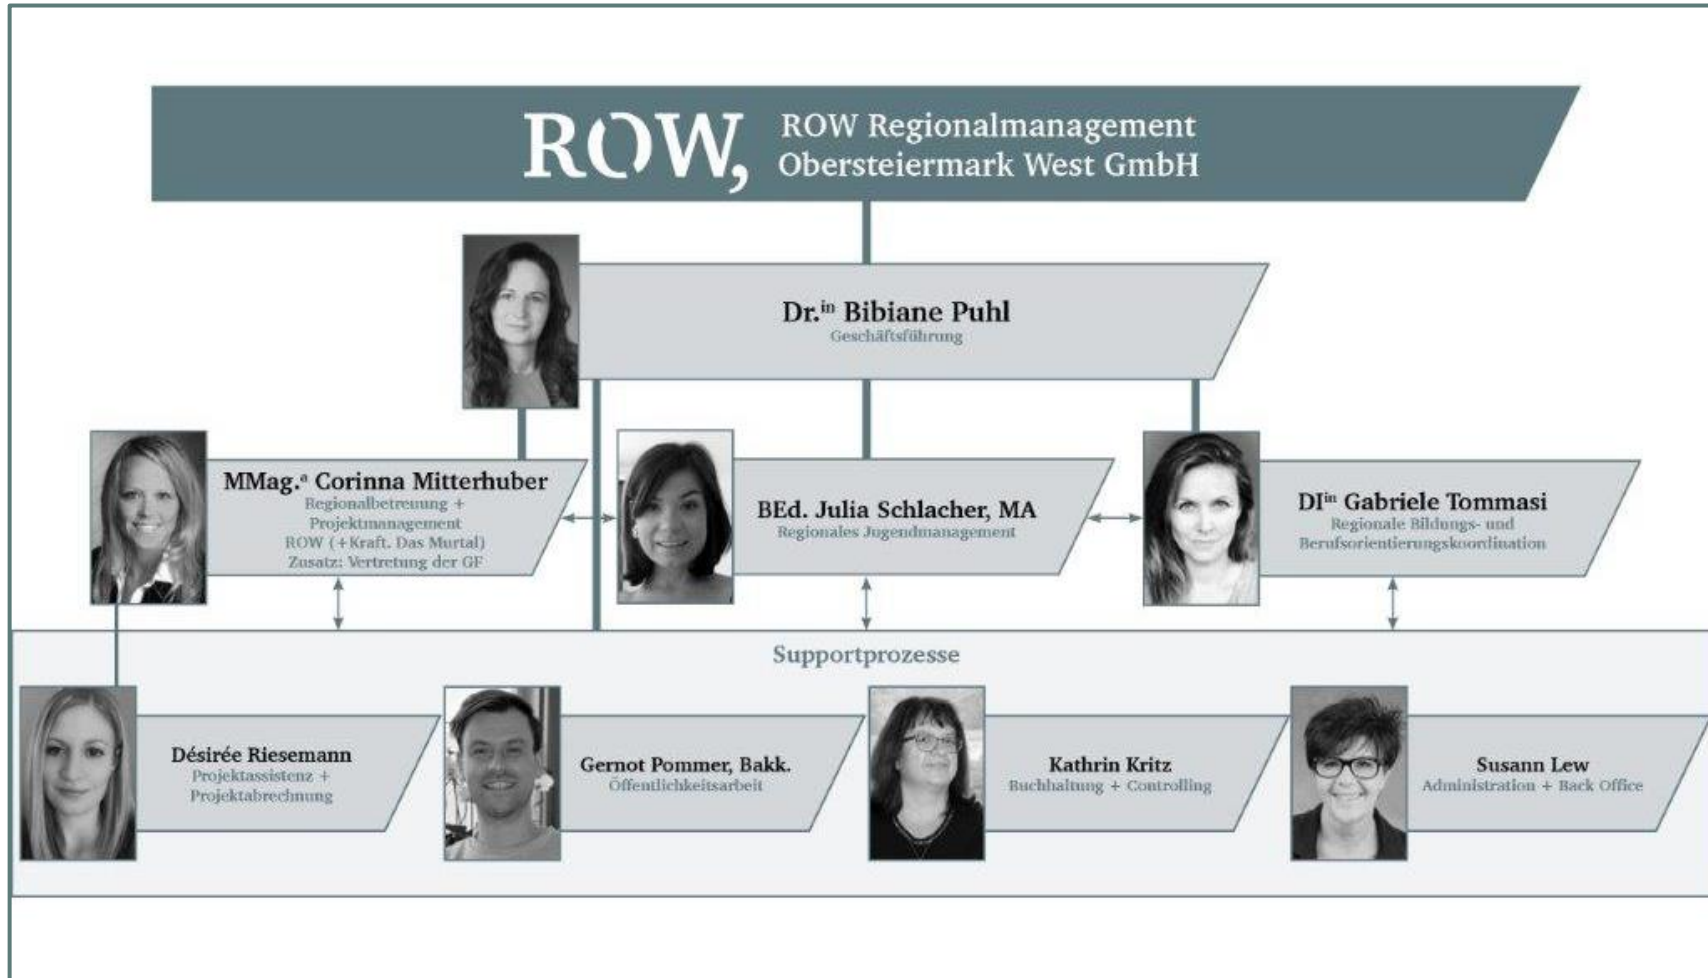 ROW,
ROW Regionalmanagement
Obersteiermark West GmbH
Dr.ⁱⁿ Bibiane Puhl
Geschäftsführung
MMag.ª Corinna Mitterhuber
Regionalbetreuung +
Projektmanagement
ROW (+Kraft. Das Murtal)
Zusatz: Vertretung der GF
BEd. Julia Schlacher, MA
Regionales Jugendmanagement
DIⁱⁿ Gabriele Tommasi
Regionale Bildungs- und
Berufsorientierungskoordination
Supportprozesse
Désirée Riesemann
Projektassistenz +
Projektabrechnung
Gernot Pommer, Bakk.
Öffentlichkeitsarbeit
Kathrin Kritz
Buchhaltung + Controlling
Susann Lew
Administration + Back Office